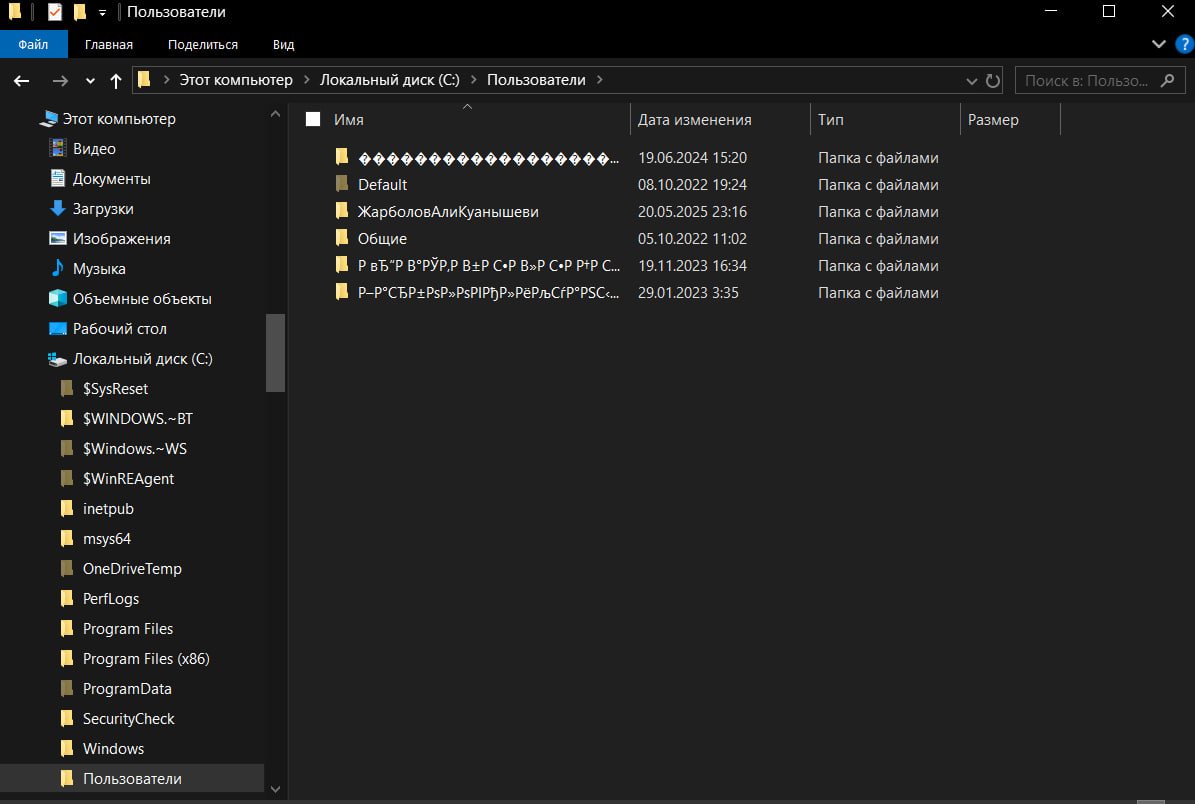 Пользователи
Файл Главная Поделиться Вид ?
Этот компьютер Локальный диск (C:) Пользователи Поиск в: Пользо...
Этот компьютер
Видео
Документы
Загрузки
Изображения
Музыка
Объемные объекты
Рабочий стол
Локальный диск (C:)
$SysReset
$WINDOWS.~BT
$Windows.~WS
$WinREAgent
inetpub
msys64
OneDriveTemp
PerfLogs
Program Files
Program Files (x86)
ProgramData
SecurityCheck
Windows
Пользователи
Имя Дата изменения Тип Размер
��������������������... 19.06.2024 15:20 Папка с файлами
Default 08.10.2022 19:24 Папка с файлами
ЖарболовАлиКуанышеви 20.05.2025 23:16 Папка с файлами
Общие 05.10.2022 11:02 Папка с файлами
Р вЂ“Р В°РЎР‚Р В±Р С•Р В»Р С•Р Р†Р С... 19.11.2023 16:34 Папка с файлами
Р–Р°СЂР±РѕР»РѕРІРђР»РёРљСѓР°РЅС‹... 29.01.2023 3:35 Папка с файлами